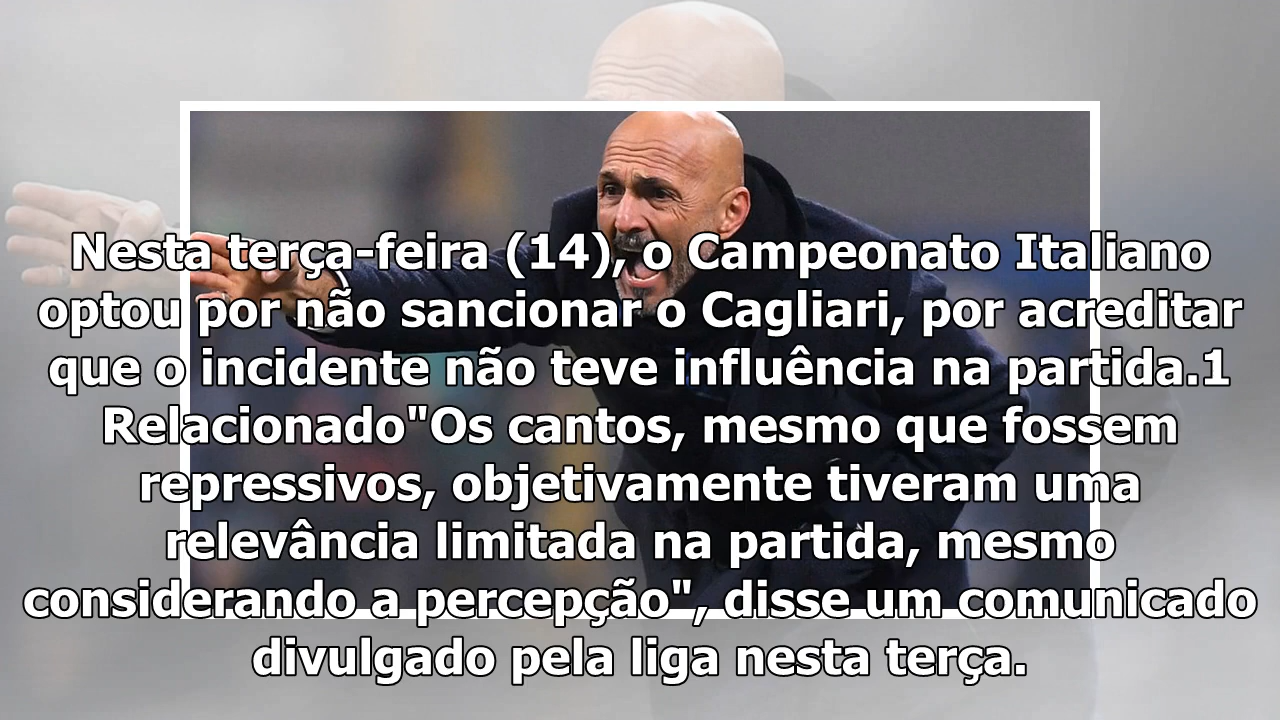 Nesta terça-feira (14), o Campeonato Italiano
optou por não sancionar o Cagliari, por acreditar
que o incidente não teve influência na partida.1
Relacionado"Os cantos, mesmo que fossem
repressivos, objetivamente tiveram uma
relevância limitada na partida, mesmo
considerando a percepção", disse um comunicado
divulgado pela liga nesta terça.